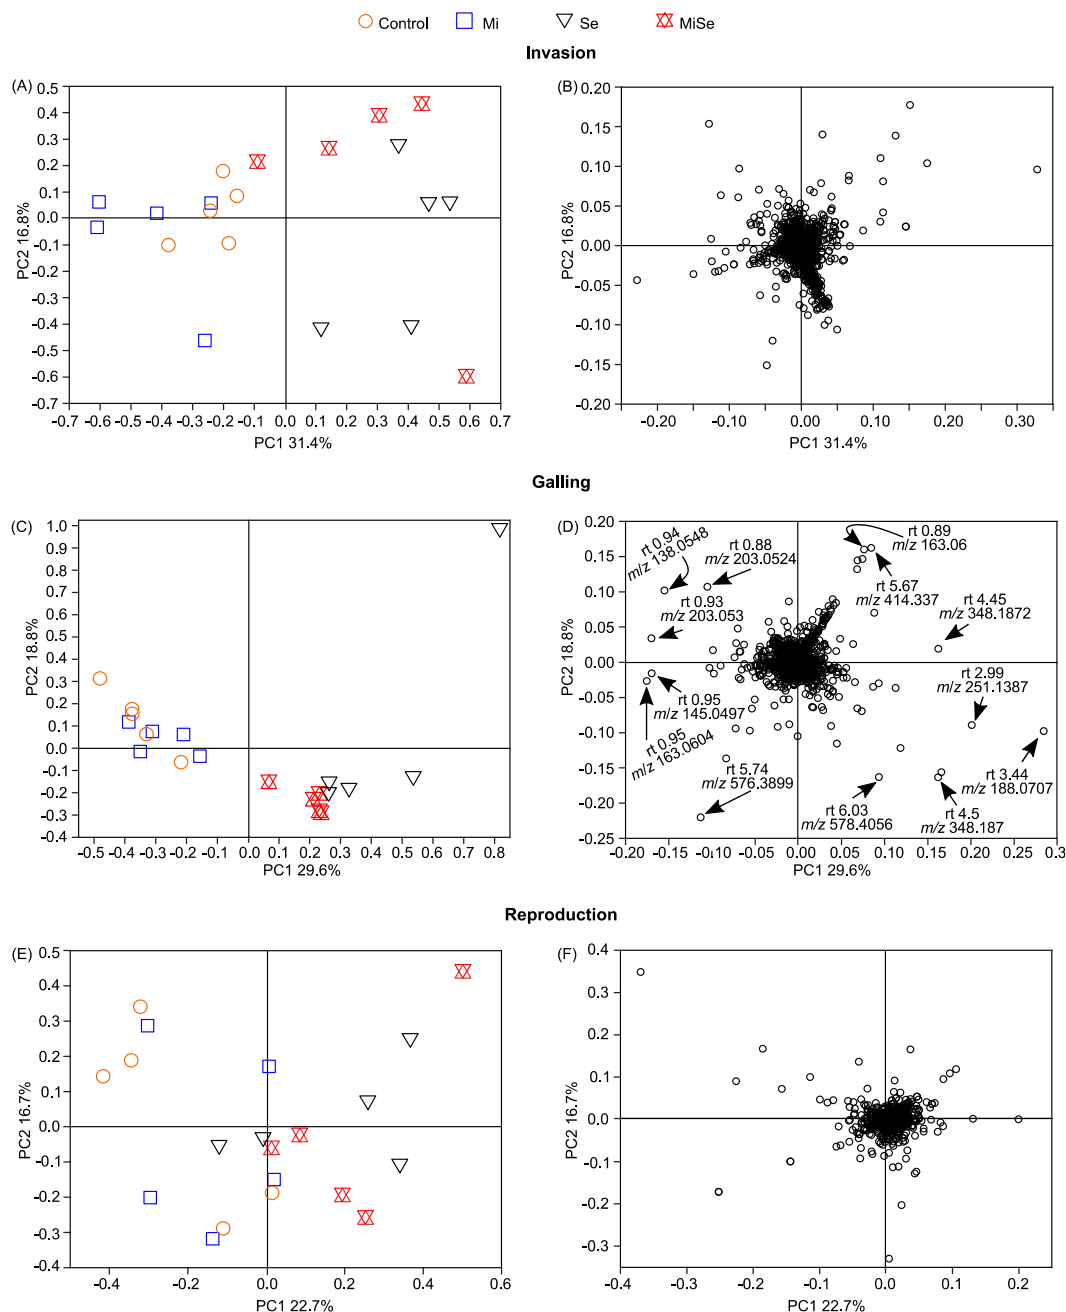 Control Mi Se MiSe
Invasion
(A)
0.5
0.4
0.3
0.2
0.1
0.0
-0.1
-0.2
-0.3
-0.4
-0.5
-0.6
-0.7
PC2 16.8%
-0.7 -0.6 -0.5 -0.4 -0.3 -0.2 -0.1 0.0 0.1 0.2 0.3 0.4 0.5 0.6 0.7
PC1 31.4%
(B)
0.20
0.15
0.10
0.05
0.00
-0.05
-0.10
-0.15
-0.20
PC2 16.8%
-0.20 -0.10 0.00 0.10 0.20 0.30
PC1 31.4%
Galling
(C)
1.0
0.9
0.8
0.7
0.6
0.5
0.4
0.3
0.2
0.1
0.0
-0.1
-0.2
-0.3
-0.4
PC2 18.8%
-0.5 -0.4 -0.3 -0.2 -0.1 0.0 0.1 0.2 0.3 0.4 0.5 0.6 0.7 0.8
PC1 29.6%
(D)
0.20
0.15
0.10
0.05
0.00
-0.05
-0.10
-0.15
-0.20
-0.25
PC2 18.8%
rt 0.94
m/z 138.0548
rt 0.88
m/z 203.0524
rt 0.89
m/z 163.06
rt 5.67
m/z 414.337
rt 0.93
m/z 203.053
rt 4.45
m/z 348.1872
rt 0.95
m/z 145.0497
rt 2.99
m/z 251.1387
rt 0.95
m/z 163.0604
rt 5.74
m/z 576.3899
rt 6.03
m/z 578.4056
rt 4.5
m/z 348.187
rt 3.44
m/z 188.0707
-0.20 -0.15 -0.10 -0.05 0.00 0.05 0.10 0.15 0.20 0.25 0.3
PC1 29.6%
Reproduction
(E)
0.5
0.4
0.3
0.2
0.1
0.0
-0.1
-0.2
-0.3
-0.4
PC2 16.7%
-0.4 -0.2 0.0 0.2 0.4 0.6
PC1 22.7%
(F)
0.4
0.3
0.2
0.1
0.0
-0.1
-0.2
-0.3
PC2 16.7%
-0.4 -0.3 -0.2 -0.1 0.0 0.1 0.2
PC1 22.7%